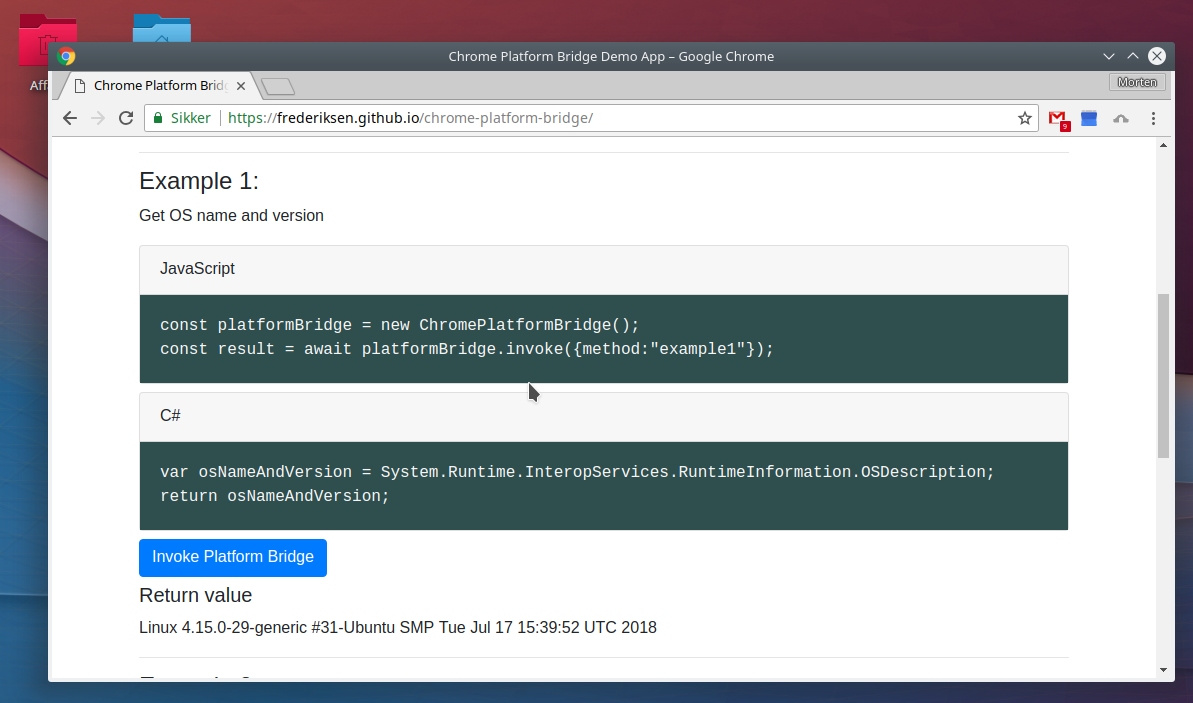 Aff
Chrome Platform Bridge Demo App – Google Chrome
Chrome Platform Brid
Morten
Sikker
https://frederiksen.github.io/chrome-platform-bridge/
9
Example 1:
Get OS name and version
JavaScript
const platformBridge = new ChromePlatformBridge();
const result = await platformBridge.invoke({method:"example1"});
C#
var osNameAndVersion = System.Runtime.InteropServices.RuntimeInformation.OSDescription;
return osNameAndVersion;
Invoke Platform Bridge
Return value
Linux 4.15.0-29-generic #31-Ubuntu SMP Tue Jul 17 15:39:52 UTC 2018